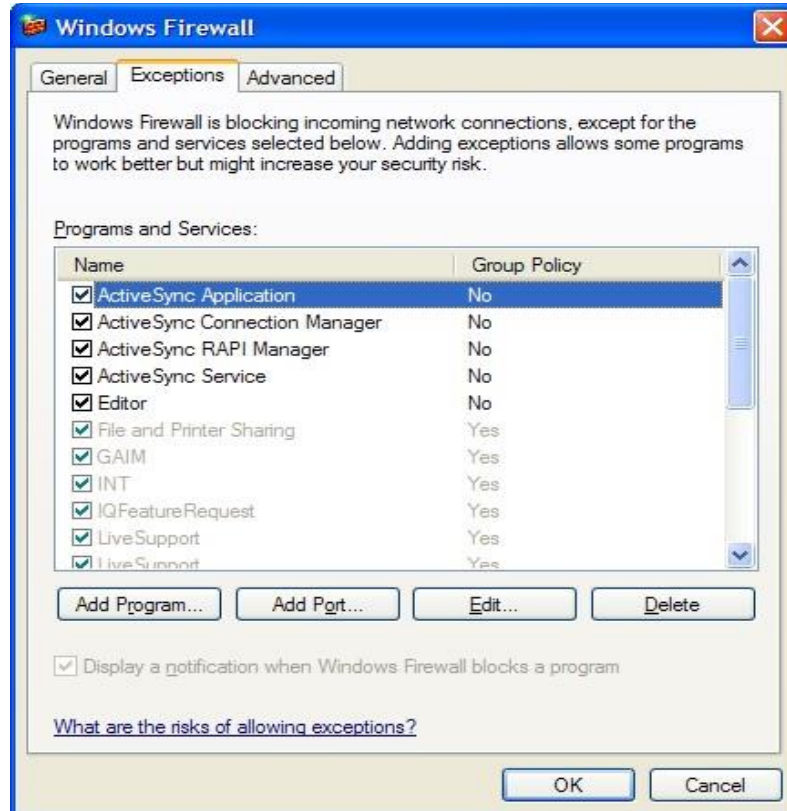 Windows Firewall
General Exceptions Advanced
Windows Firewall is blocking incoming network connections, except for the
programs and services selected below. Adding exceptions allows some programs
to work better but might increase your security risk.
Programs and Services:
Name Group Policy
ActiveSync Application No
ActiveSync Connection Manager No
ActiveSync RAPI Manager No
ActiveSync Service No
Editor No
File and Printer Sharing Yes
GAIM Yes
INT Yes
IQFeatureRequest Yes
LiveSupport Yes
LiveSupport Yes
Add Program... Add Port... Edit... Delete
Display a notification when Windows Firewall blocks a program
What are the risks of allowing exceptions?
OK Cancel